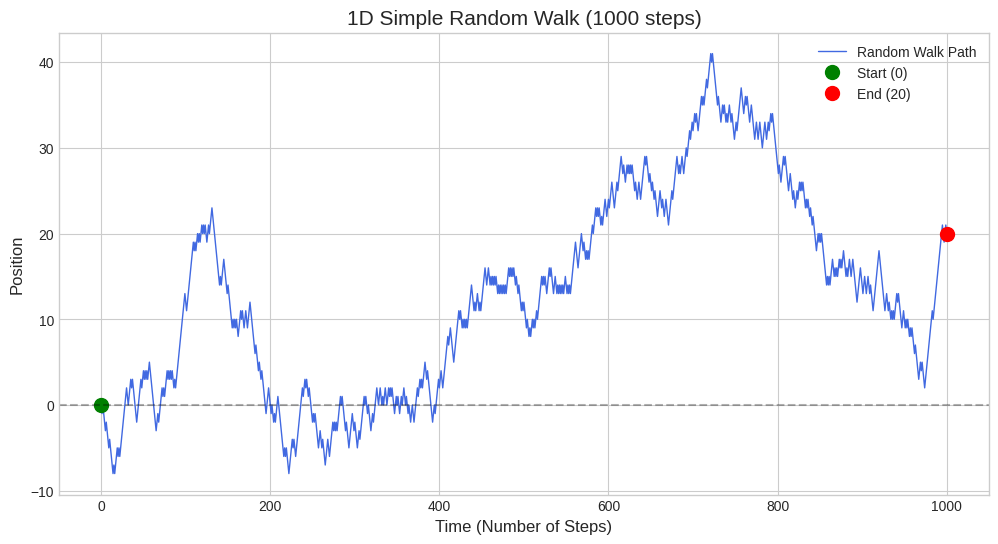 1D Simple Random Walk (1000 steps)
Random Walk Path
Start (0)
End (20)
Position
40
30
20
10
0
−10
0 200 400 600 800 1000
Time (Number of Steps)